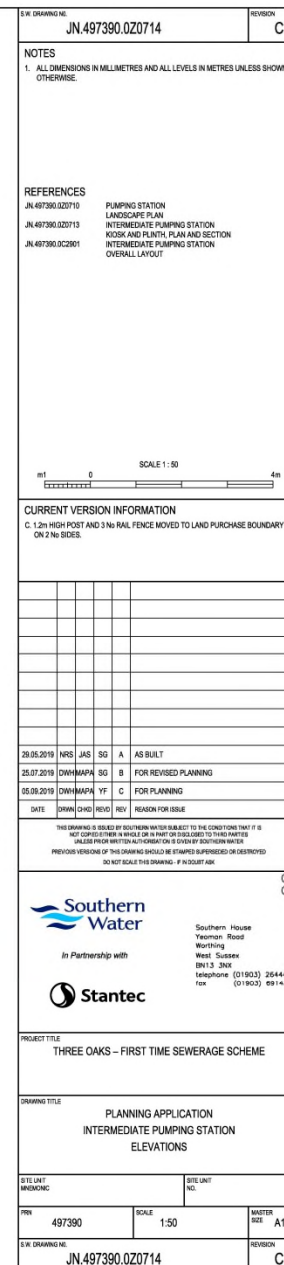 S.W. DRAWING No.
REVISION
JN.497390.0Z0714
C
NOTES
1. ALL DIMENSIONS IN MILLIMETRES AND ALL LEVELS IN METRES UNLESS SHOWN
OTHERWISE.
REFERENCES
JN.497390.0Z0710 PUMPING STATION
LANDSCAPE PLAN
JN.497390.0Z0713 INTERMEDIATE PUMPING STATION
KIOSK AND PLINTH, PLAN AND SECTION
JN.497390.0C2901 INTERMEDIATE PUMPING STATION
OVERALL LAYOUT
SCALE 1 : 50
m1 0 4m
CURRENT VERSION INFORMATION
C. 1.2m HIGH POST AND 3 No RAIL FENCE MOVED TO LAND PURCHASE BOUNDARY
ON 2 No SIDES.
29.05.2019 NRS JAS SG A AS BUILT
25.07.2019 DWH MAPA SG B FOR REVISED PLANNING
05.09.2019 DWH MAPA YF C FOR PLANNING
DATE DRWN CHKD REVD REV REASON FOR ISSUE
THIS DRAWING IS ISSUED BY SOUTHERN WATER SUBJECT TO THE CONDITIONS THAT IT IS
NOT COPIED EITHER IN WHOLE OR IN PART OR DISCLOSED TO THIRD PARTIES
UNLESS PRIOR WRITTEN AUTHORISATION IS GIVEN BY SOUTHERN WATER
PREVIOUS VERSIONS OF THIS DRAWING SHOULD BE STAMPED SUPERSEDED OR DESTROYED
DO NOT SCALE THIS DRAWING - IF IN DOUBT ASK
Southern
Water
In Partnership with
Stantec
Southern House
Yeoman Road
Worthing
West Sussex
BN13 3NX
telephone (01903) 2644
fax (01903) 6914
PROJECT TITLE
THREE OAKS – FIRST TIME SEWERAGE SCHEME
DRAWING TITLE
PLANNING APPLICATION
INTERMEDIATE PUMPING STATION
ELEVATIONS
SITE UNIT
MNEMONIC
SITE UNIT
NO.
PRN
497390
SCALE
1:50
MASTER
SIZE A1
S.W. DRAWING No.
REVISION
JN.497390.0Z0714
C